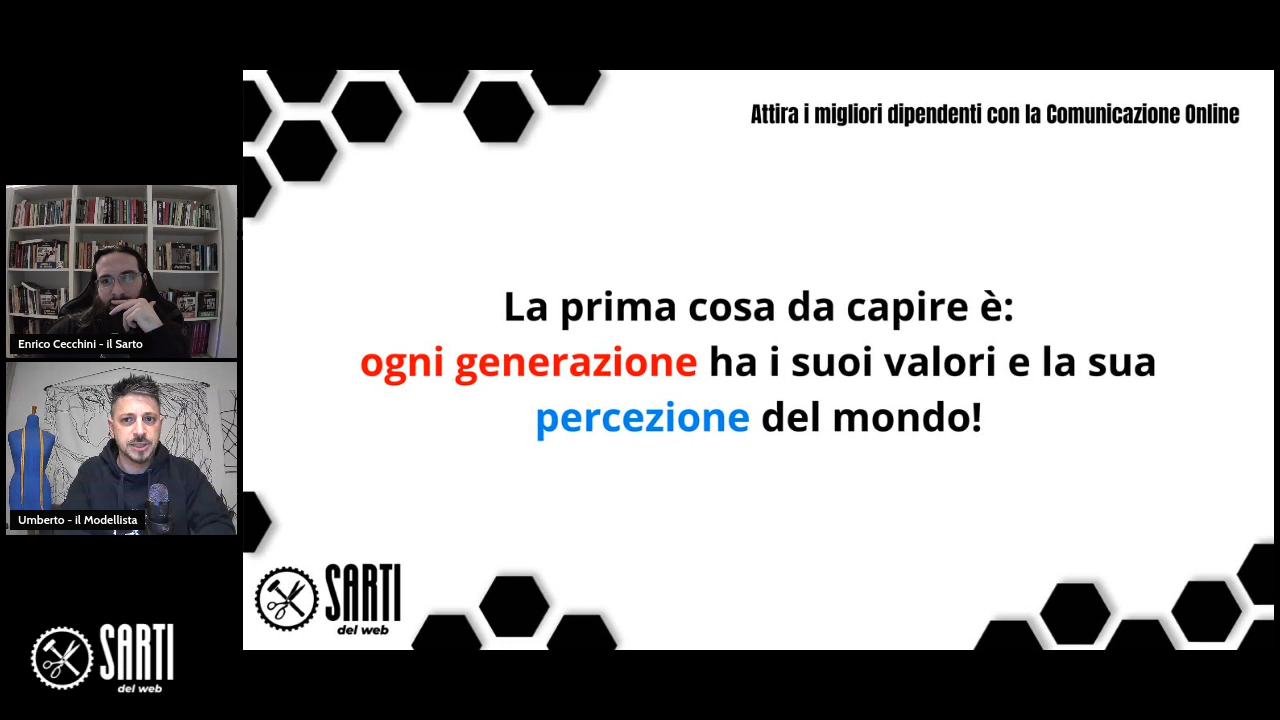 Attira i migliori dipendenti con la Comunicazione Online
La prima cosa da capire è:
ogni generazione ha i suoi valori e la sua
percezione del mondo!
Enrico Cecchini - il Sarto
Umberto - il Modellista
SARTI
del web
SARTI
del web